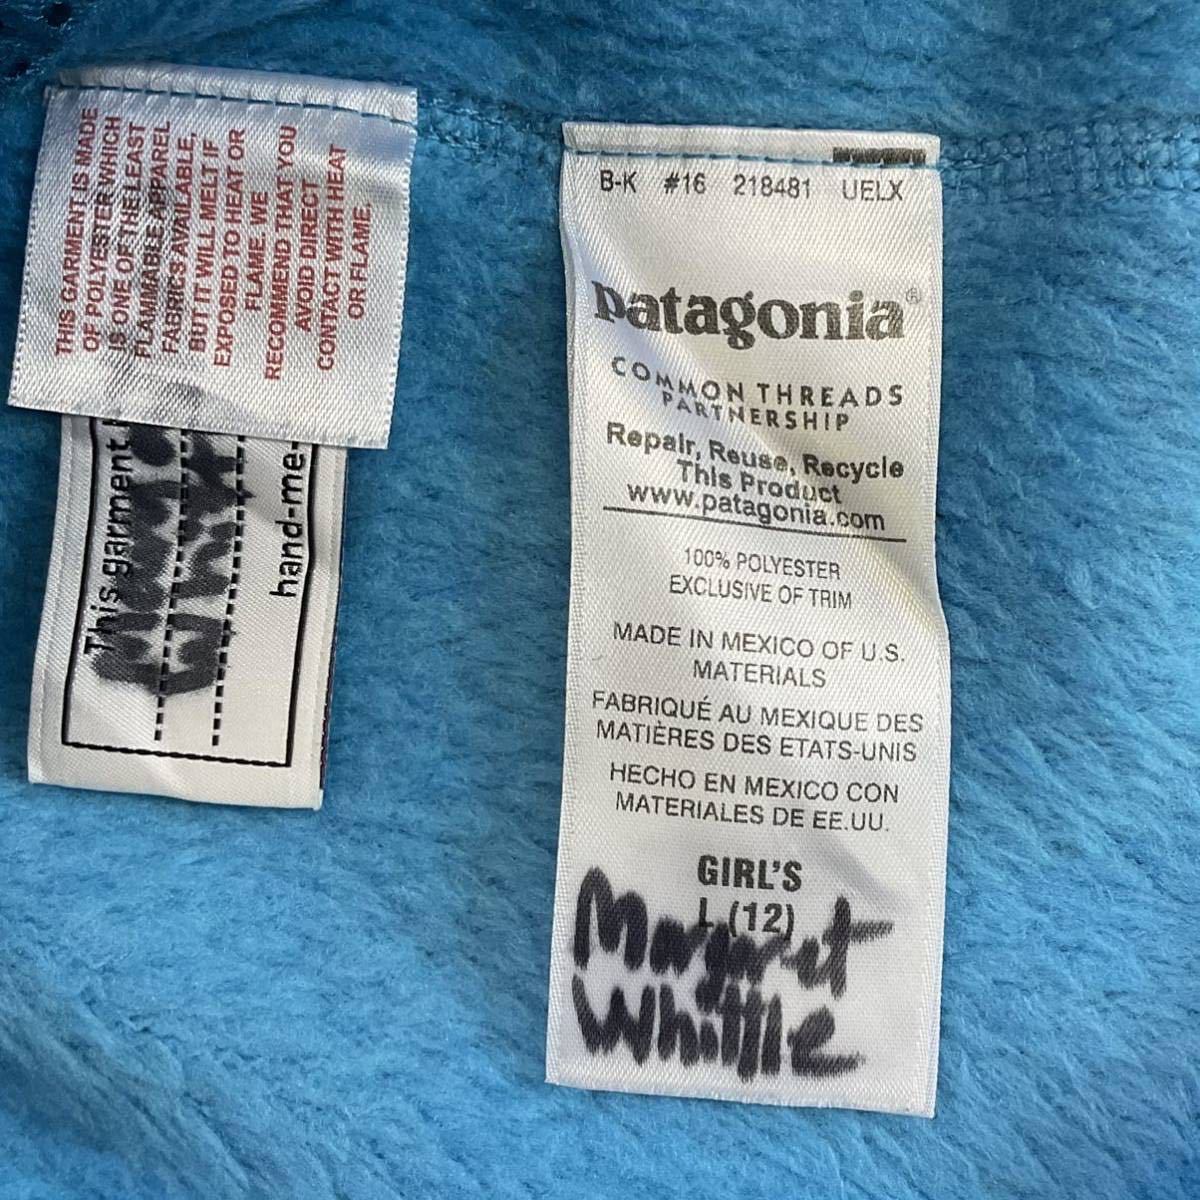 THIS GARMENT IS MADE
OF POLYESTER WHICH
IS ONE OF THE LEAST
FLAMMABLE APPAREL
FABRICS AVAILABLE,
BUT IT WILL MELT IF
EXPOSED TO HEAT OR
FLAME. WE
RECOMMEND THAT YOU
AVOID DIRECT
CONTACT WITH HEAT
OR FLAME.
This garment
hand-me-
B-K #16 218481 UELX
patagonia®
COMMON THREADS
PARTNERSHIP
Repair, Reuse, Recycle
This Product
www.patagonia.com
100% POLYESTER
EXCLUSIVE OF TRIM
MADE IN MEXICO OF U.S.
MATERIALS
FABRIQUÉ AU MEXIQUE DES
MATIÈRES DES ETATS-UNIS
HECHO EN MEXICO CON
MATERIALES DE EE.UU.
GIRL'S
L (12)
Margaret
Whittle